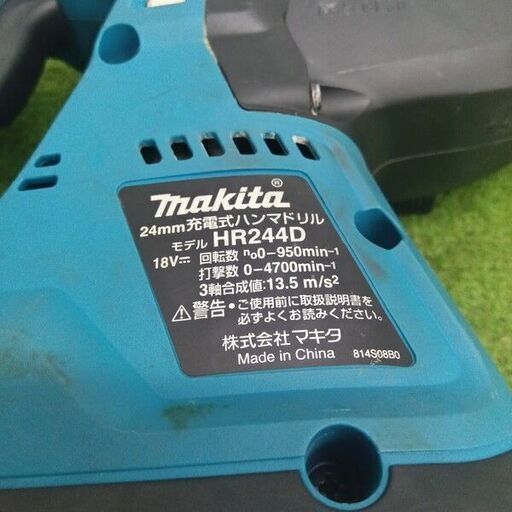 makita®
24mm充電式ハンマドリル
モデル HR244D
18V⎓ 回転数 n₀0-950min⁻¹
打撃数 0-4700min⁻¹
3軸合成値:13.5 m/s²
⚠警告・ご使用前に取扱説明書を
必ずよくお読みください。
株式会社マキタ
Made in China 814S08B0